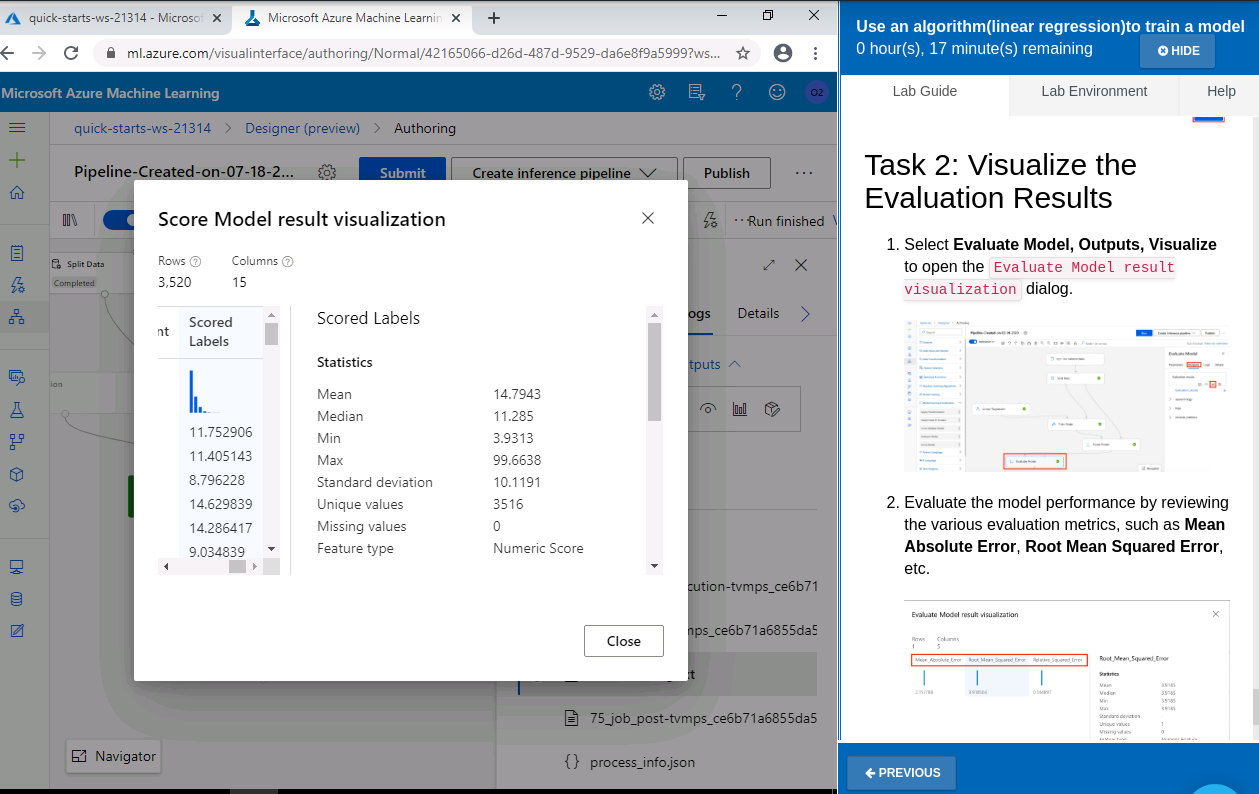 quick-starts-ws-21314 - Microsof
Microsoft Azure Machine Learnin
ml.azure.com/visualinterface/authoring/Normal/42165066-d26d-487d-9529-da6e8f9a5999?ws...
Microsoft Azure Machine Learning
O2
quick-starts-ws-21314 > Designer (preview) > Authoring
Pipeline-Created-on-07-18-2...
Submit
Create inference pipeline
Publish
Run finished
Split Data
Completed
ion
ogs
Details
tputs
Score Model result visualization
Rows
Columns
3,520
15
nt
Scored Labels
11.752906
11.405143
8.796228
14.629839
14.286417
9.034839
Scored Labels
Statistics
Mean 14.7943
Median 11.285
Min 3.9313
Max 99.6638
Standard deviation 10.1191
Unique values 3516
Missing values 0
Feature type Numeric Score
Close
cution-tvmps_ce6b71
mps_ce6b71a6855da5
t
75_job_post-tvmps_ce6b71a6855da5
{} process_info.json
Navigator
Use an algorithm(linear regression)to train a model
0 hour(s), 17 minute(s) remaining
HIDE
Lab Guide
Lab Environment
Help
Task 2: Visualize the
Evaluation Results
1. Select Evaluate Model, Outputs, Visualize
to open the Evaluate Model result
visualization dialog.
2. Evaluate the model performance by reviewing
the various evaluation metrics, such as Mean
Absolute Error, Root Mean Squared Error,
etc.
Evaluate Model result visualization
Rows
Columns
1
5
Mean_Absolute_Error
Root_Mean_Squared_Error
Relative_Squared_Error
Root_Mean_Squared_Error
Statistics
Mean
Median
Min
Max
Standard deviation
Unique values 1
Missing values 0
PREVIOUS